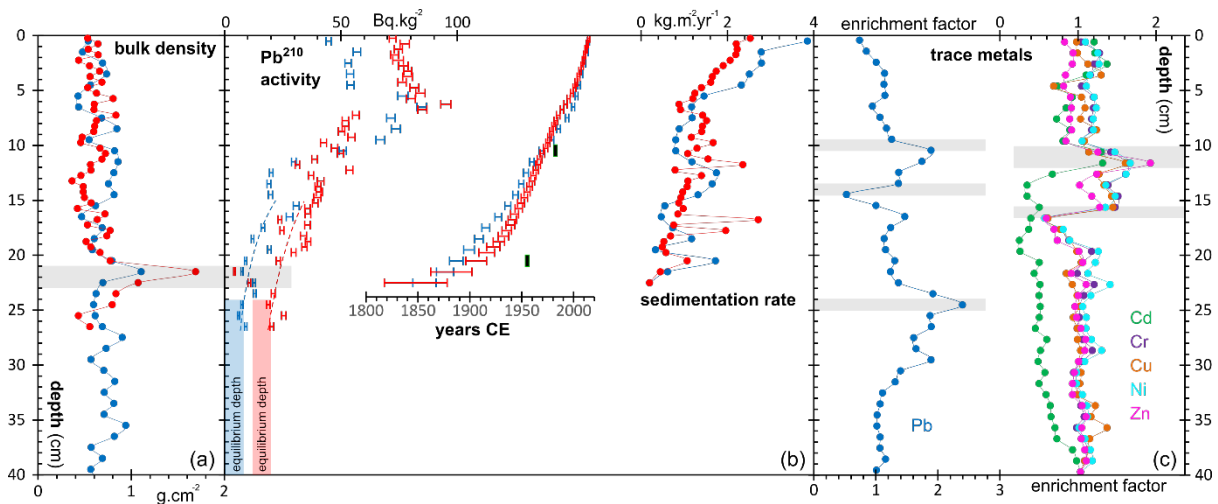 0 50 Bq.kg⁻² 100
0 kg.m⁻²yr⁻¹ 2 4
enrichment factor
0 1 2
bulk density
Pb²¹⁰
activity
trace metals
depth (cm)
0
5
10
15
20
25
30
35
40
0
5
10
15
20
25
30
35
40
1800 1850 1900 1950 2000
years CE
sedimentation rate
equilibrium depth
equilibrium depth
depth (cm)
Cd
Cr
Cu
Ni
Zn
Pb
(a)
(b)
(c)
0 1 2
g.cm⁻²
0 1 2 3
enrichment factor